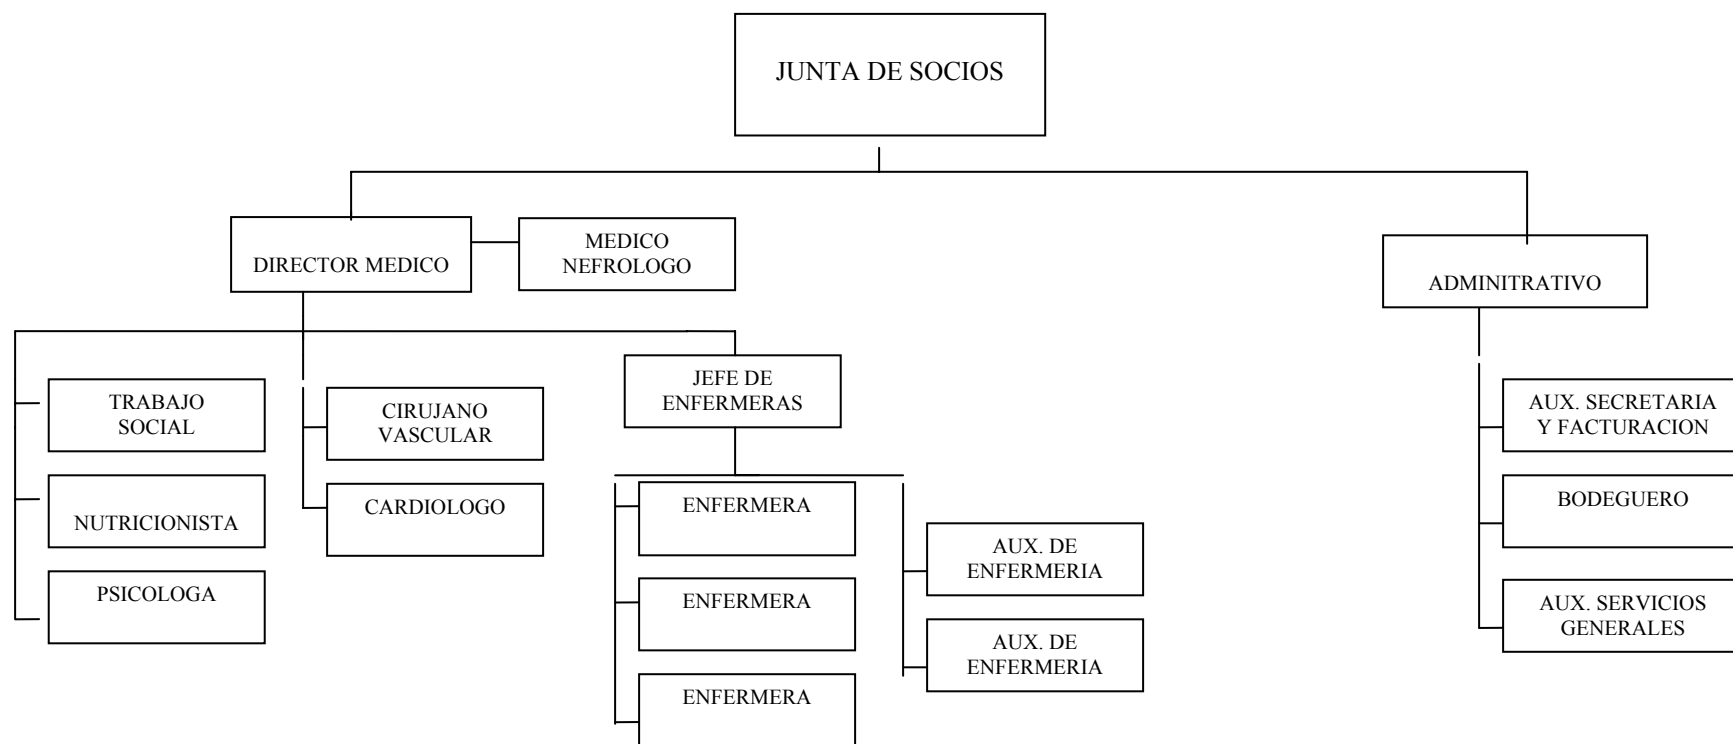 JUNTA DE SOCIOS
DIRECTOR MEDICO
MEDICO
NEFROLOGO
ADMINITRATIVO
TRABAJO
SOCIAL
NUTRICIONISTA
PSICOLOGA
CIRUJANO
VASCULAR
CARDIOLOGO
JEFE DE
ENFERMERAS
ENFERMERA
ENFERMERA
ENFERMERA
AUX. DE
ENFERMERIA
AUX. DE
ENFERMERIA
AUX. SECRETARIA
Y FACTURACION
BODEGUERO
AUX. SERVICIOS
GENERALES